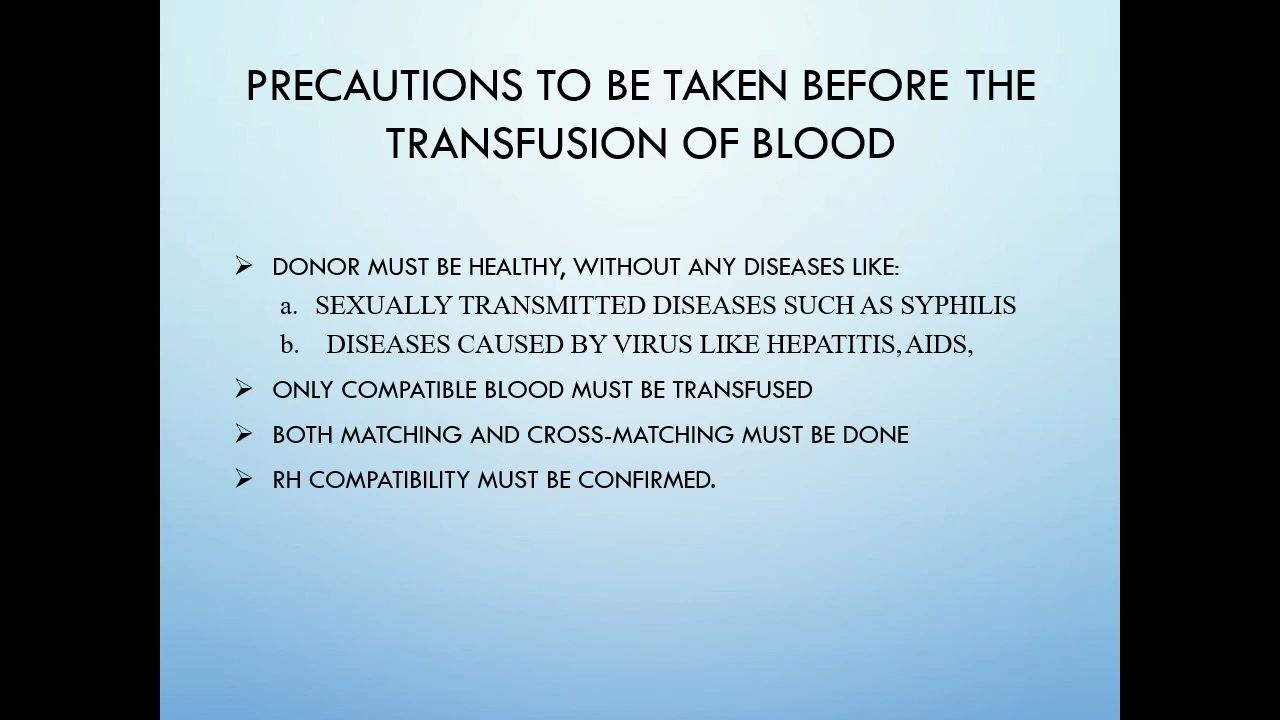 PRECAUTIONS TO BE TAKEN BEFORE THE
TRANSFUSION OF BLOOD
➢ DONOR MUST BE HEALTHY, WITHOUT ANY DISEASES LIKE:
a. SEXUALLY TRANSMITTED DISEASES SUCH AS SYPHILIS
b. DISEASES CAUSED BY VIRUS LIKE HEPATITIS, AIDS,
➢ ONLY COMPATIBLE BLOOD MUST BE TRANSFUSED
➢ BOTH MATCHING AND CROSS-MATCHING MUST BE DONE
➢ RH COMPATIBILITY MUST BE CONFIRMED.